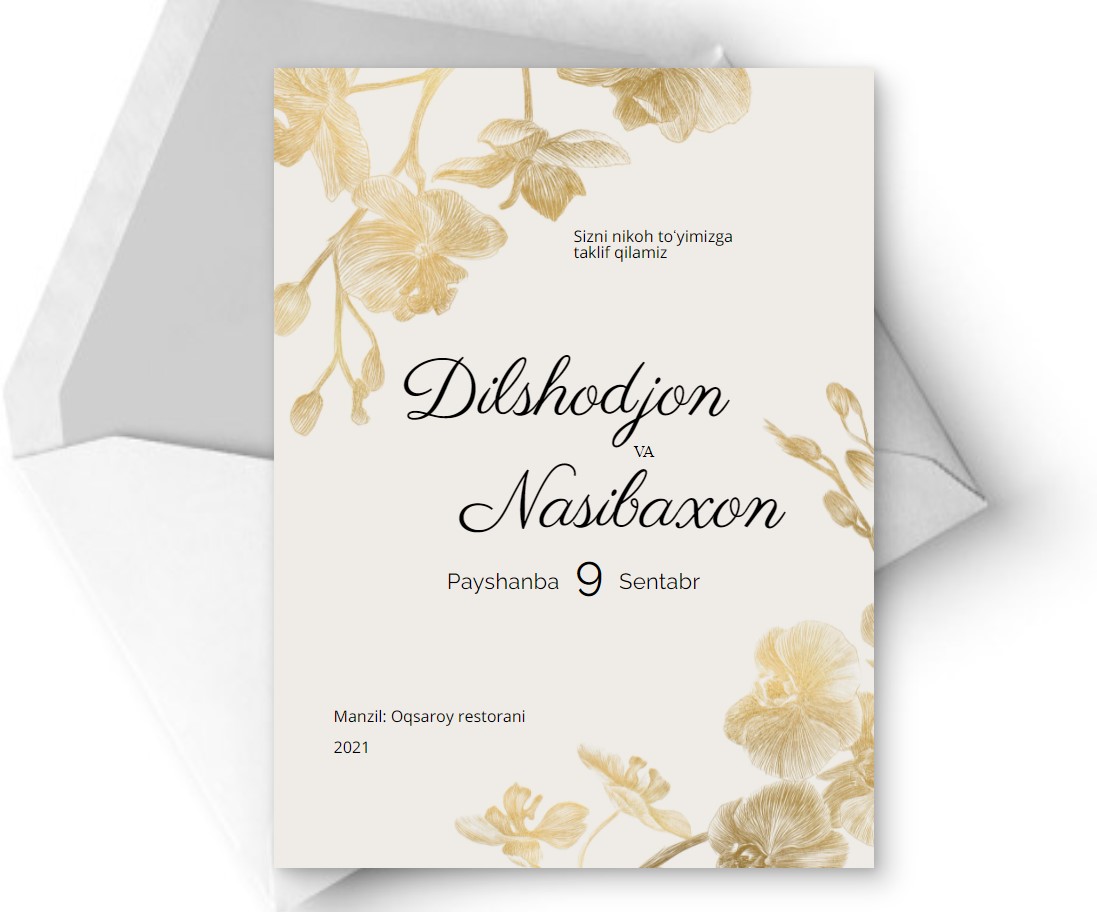 Sizni nikoh to'yimizga
taklif qilamiz
Dilshodjon
VA
Nasibaxon
Payshanba 9 Sentabr
Manzil: Oqsaroy restorani
2021